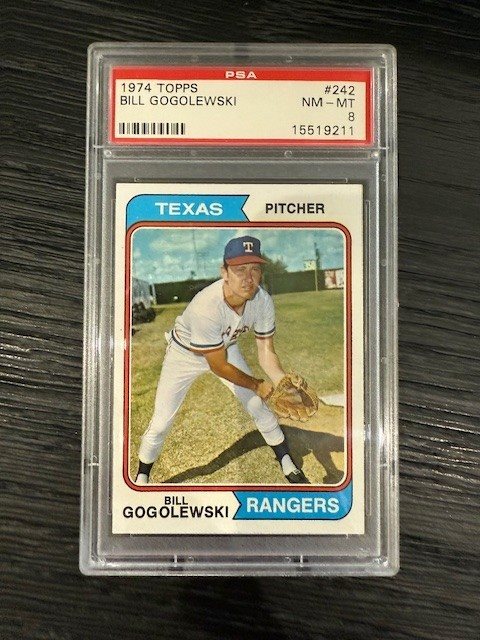 PSA
1974 TOPPS #242
BILL GOGOLEWSKI NM-MT
8
15519211
TEXAS PITCHER
T
BILL
GOGOLEWSKI RANGERS